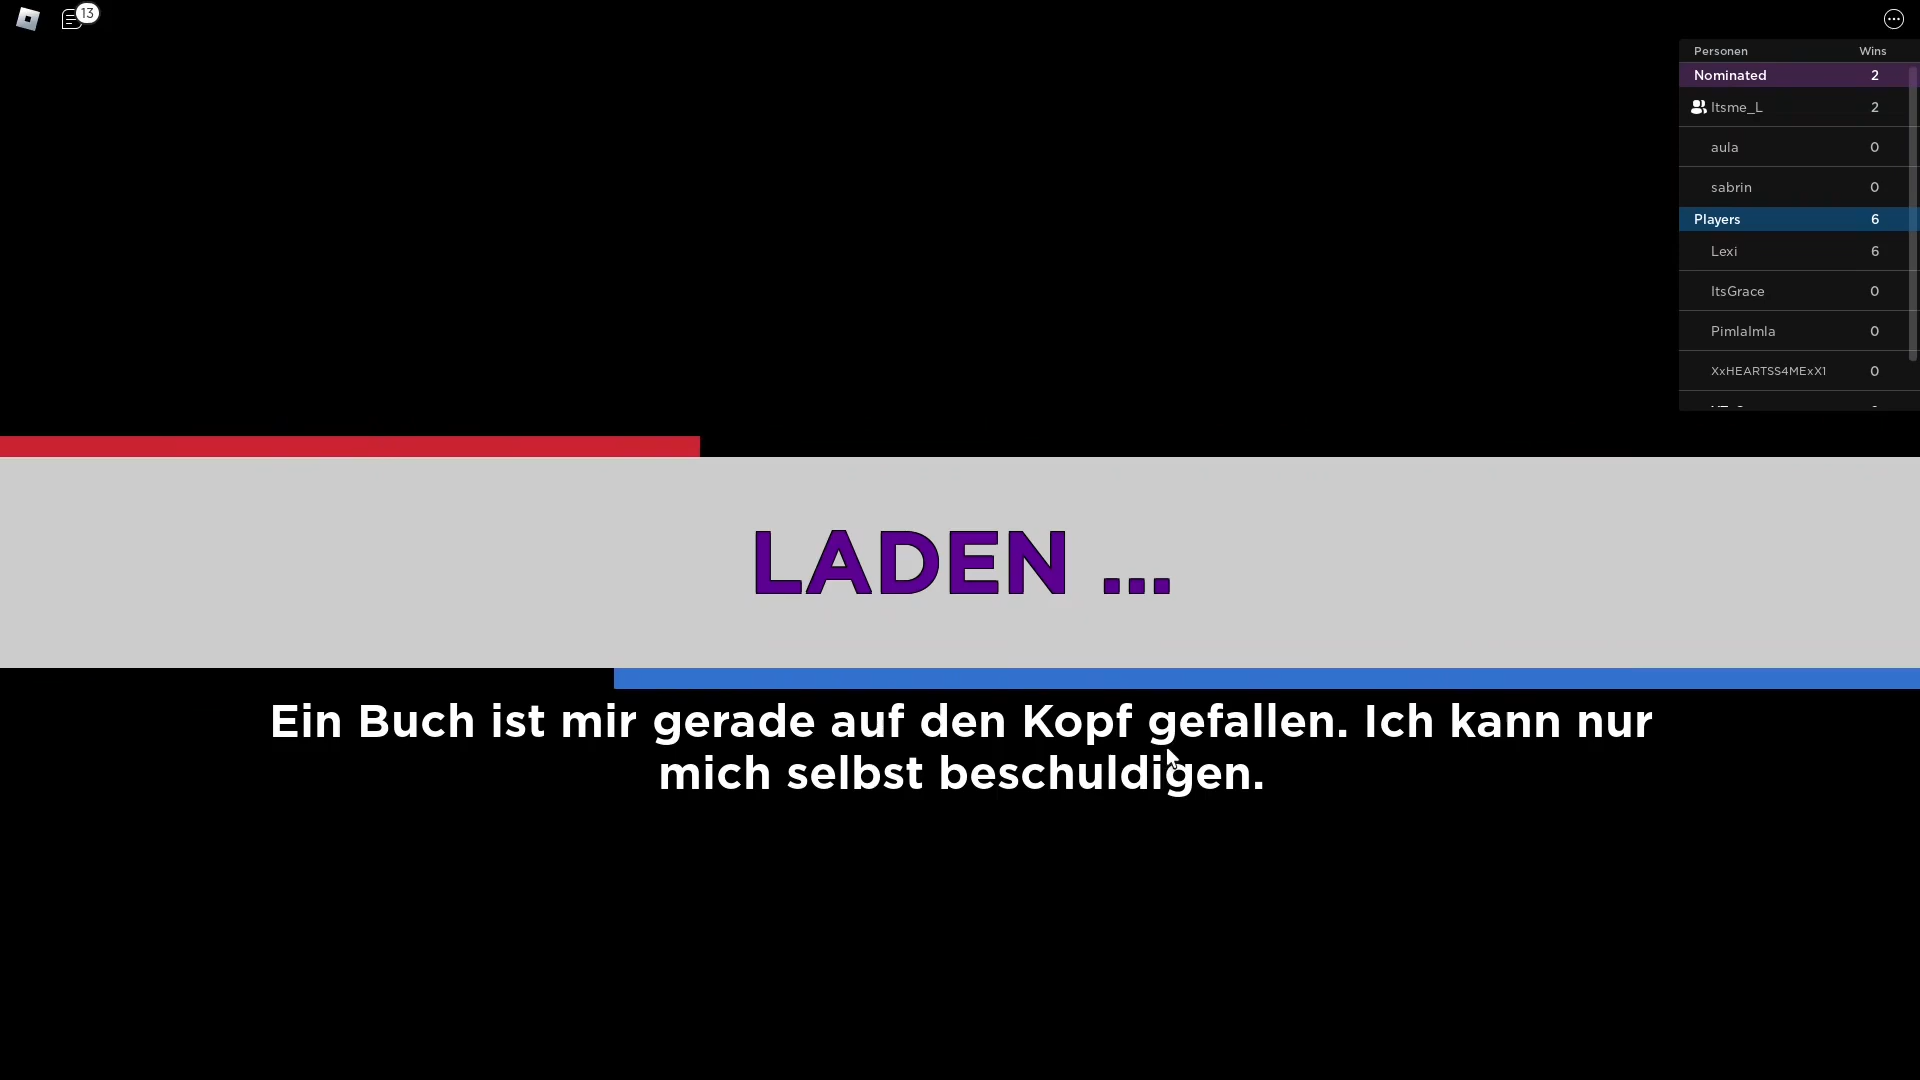 13
Personen Wins
Nominated 2
Itsme_L 2
aula 0
sabrin 0
Players 6
Lexi 6
ItsGrace 0
PimlaImla 0
XxHEARTSS4MExX1 0
LADEN ...
Ein Buch ist mir gerade auf den Kopf gefallen. Ich kann nur
mich selbst beschuldigen.